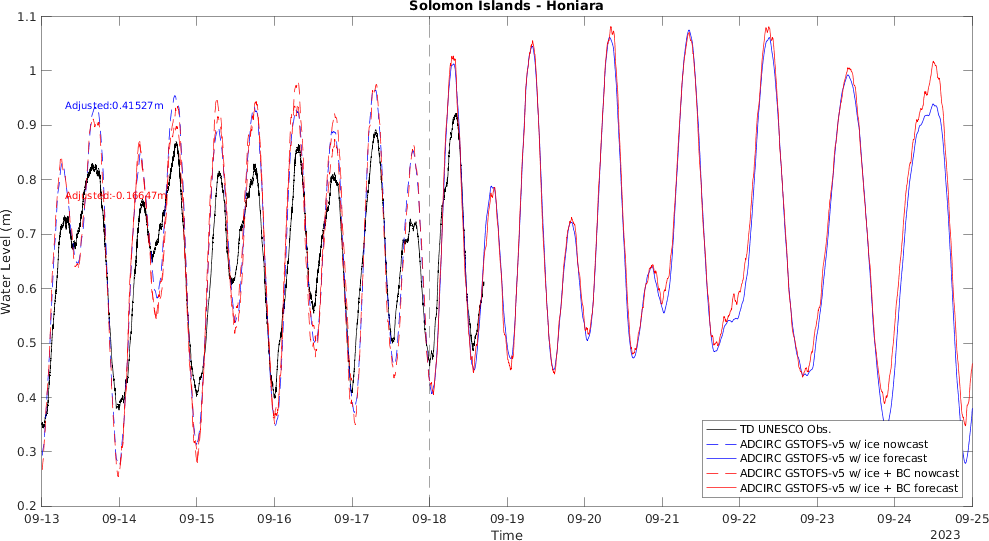 Solomon Islands - Honiara
1.1
1
0.9
0.8
0.7
0.6
0.5
0.4
0.3
0.2
Water Level (m)
Adjusted:0.41527m
Adjusted:-0.16647m
TD UNESCO Obs.
ADCIRC GSTOFS-v5 w/ ice nowcast
ADCIRC GSTOFS-v5 w/ ice forecast
ADCIRC GSTOFS-v5 w/ ice + BC nowcast
ADCIRC GSTOFS-v5 w/ ice + BC forecast
09-13 09-14 09-15 09-16 09-17 09-18 09-19 09-20 09-21 09-22 09-23 09-24 09-25
Time
2023